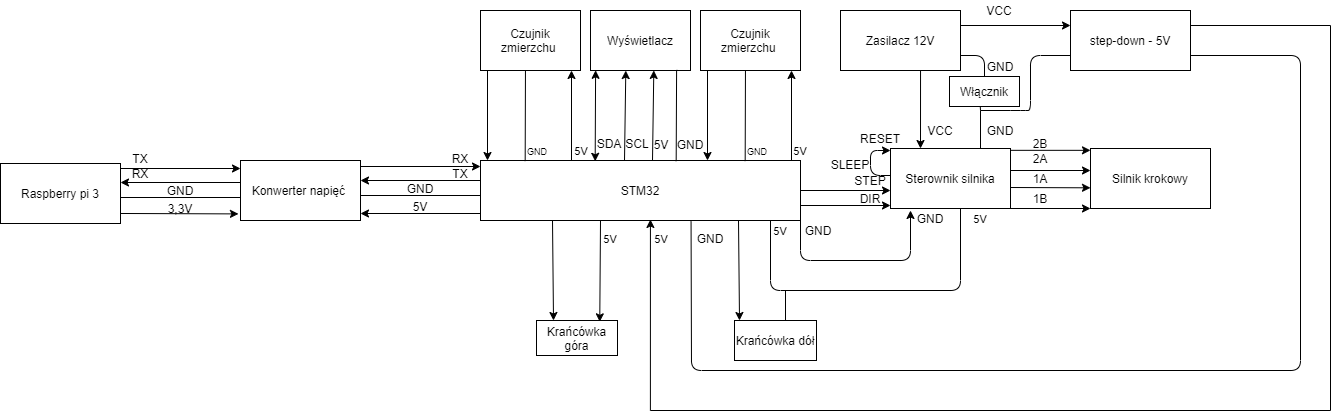 VCC
Czujnik
zmierzchu
Wyświetlacz
Czujnik
zmierzchu
Zasilacz 12V
step-down - 5V
GND
Włącznik
GND
5V
SDA
SCL
5V
GND
GND
5V
VCC
GND
RESET
SLEEP
STEP
DIR
2B
2A
1A
1B
TX
RX
GND
3,3V
RX
TX
GND
5V
Raspberry pi 3
Konwerter napięć
STM32
Sterownik silnika
Silnik krokowy
5V
5V
GND
5V
GND
GND
5V
Krańcówka
góra
Krańcówka dół